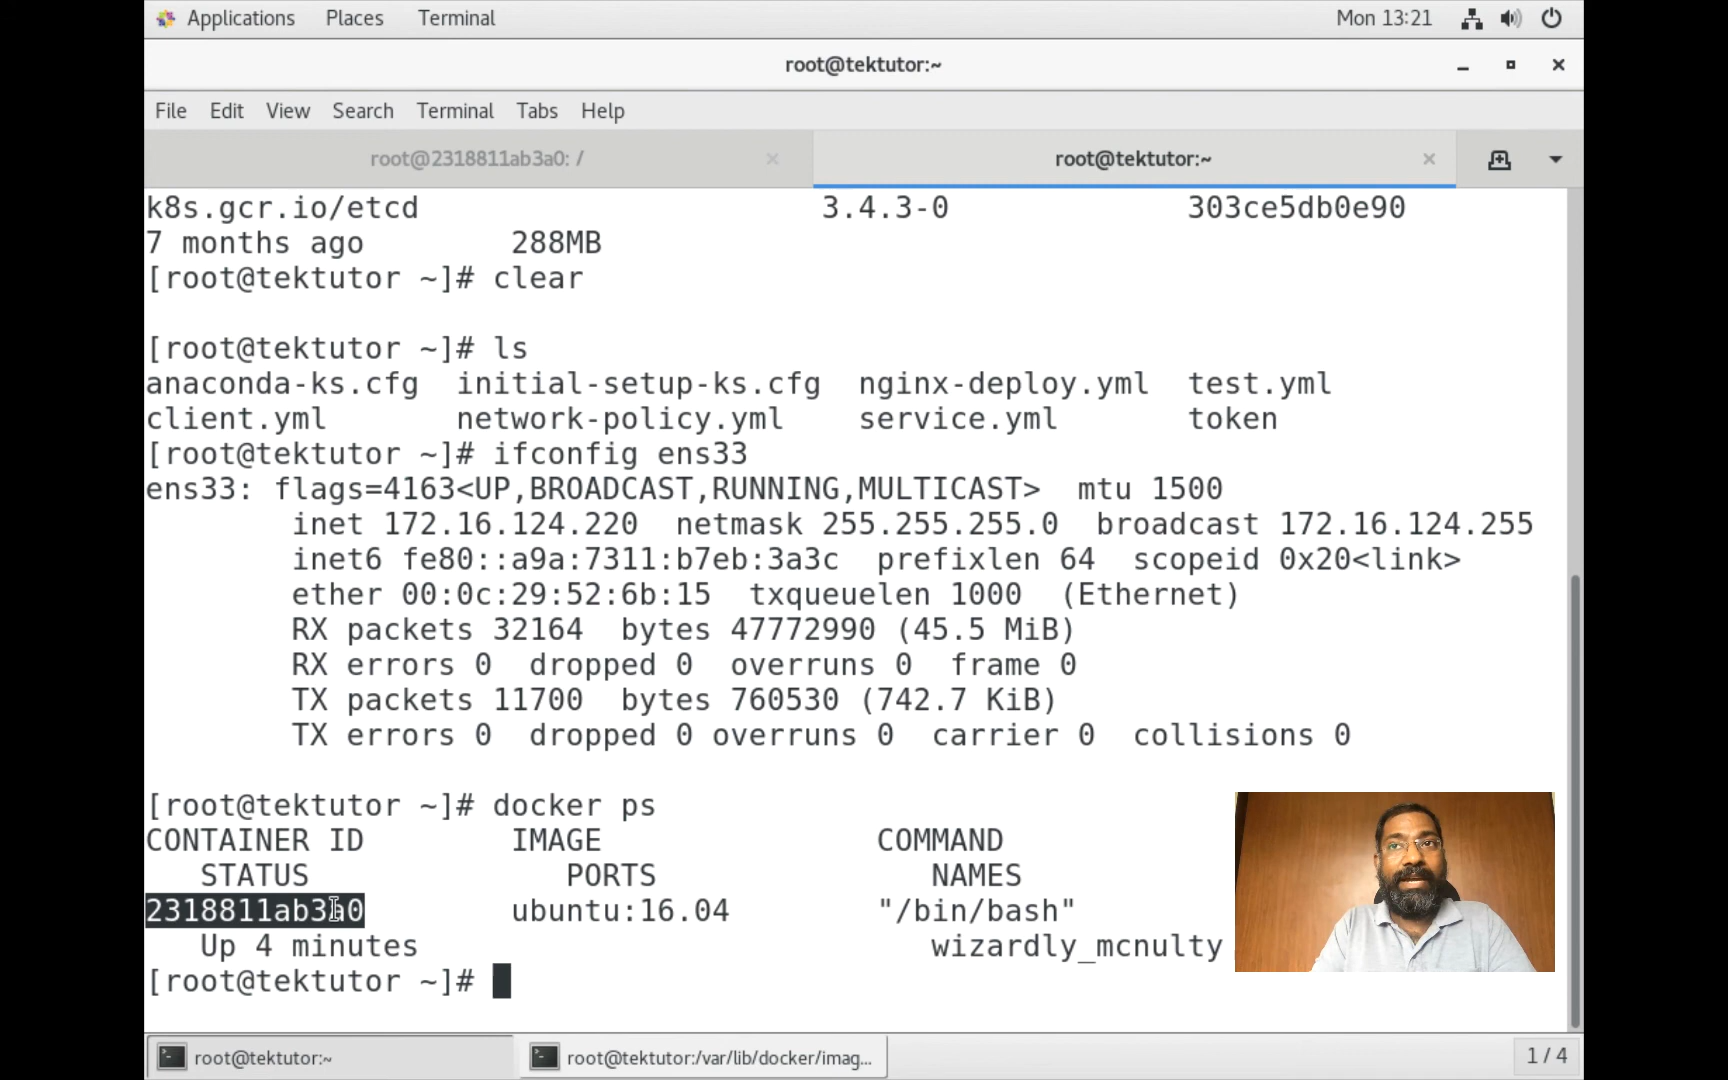 Applications Places Terminal Mon 13:21
root@tektutor:~
File Edit View Search Terminal Tabs Help
root@2318811ab3a0: / root@tektutor:~
k8s.gcr.io/etcd 3.4.3-0 303ce5db0e90
7 months ago 288MB
[root@tektutor ~]# clear
[root@tektutor ~]# ls
anaconda-ks.cfg initial-setup-ks.cfg nginx-deploy.yml test.yml
client.yml network-policy.yml service.yml token
[root@tektutor ~]# ifconfig ens33
ens33: flags=4163<UP,BROADCAST,RUNNING,MULTICAST> mtu 1500
inet 172.16.124.220 netmask 255.255.255.0 broadcast 172.16.124.255
inet6 fe80::a9a:7311:b7eb:3a3c prefixlen 64 scopeid 0x20<link>
ether 00:0c:29:52:6b:15 txqueuelen 1000 (Ethernet)
RX packets 32164 bytes 47772990 (45.5 MiB)
RX errors 0 dropped 0 overruns 0 frame 0
TX packets 11700 bytes 760530 (742.7 KiB)
TX errors 0 dropped 0 overruns 0 carrier 0 collisions 0
[root@tektutor ~]# docker ps
CONTAINER ID IMAGE COMMAND
STATUS PORTS NAMES
2318811ab3a0 ubuntu:16.04 "/bin/bash"
Up 4 minutes wizardly_mcnulty
[root@tektutor ~]#
root@tektutor:~ root@tektutor:/var/lib/docker/imag... 1 / 4